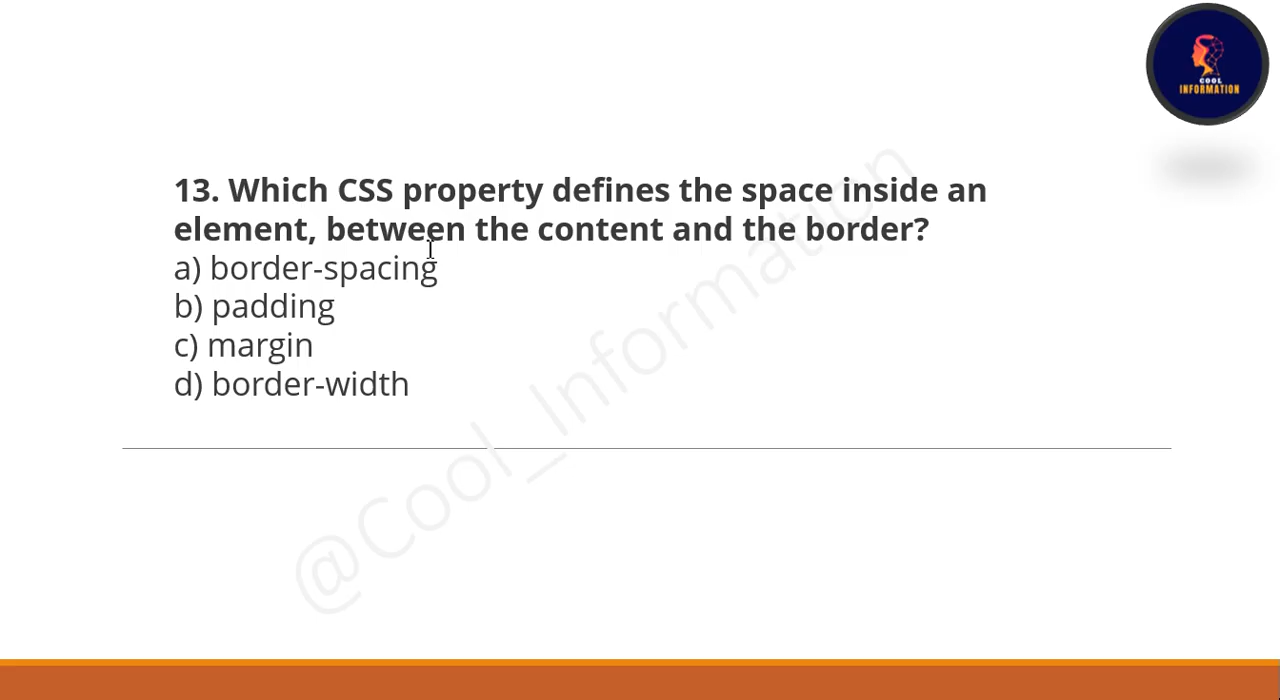 COOL
INFORMATION
13. Which CSS property defines the space inside an
element, between the content and the border?
a) border-spacing
b) padding
c) margin
d) border-width
@Cool_Information